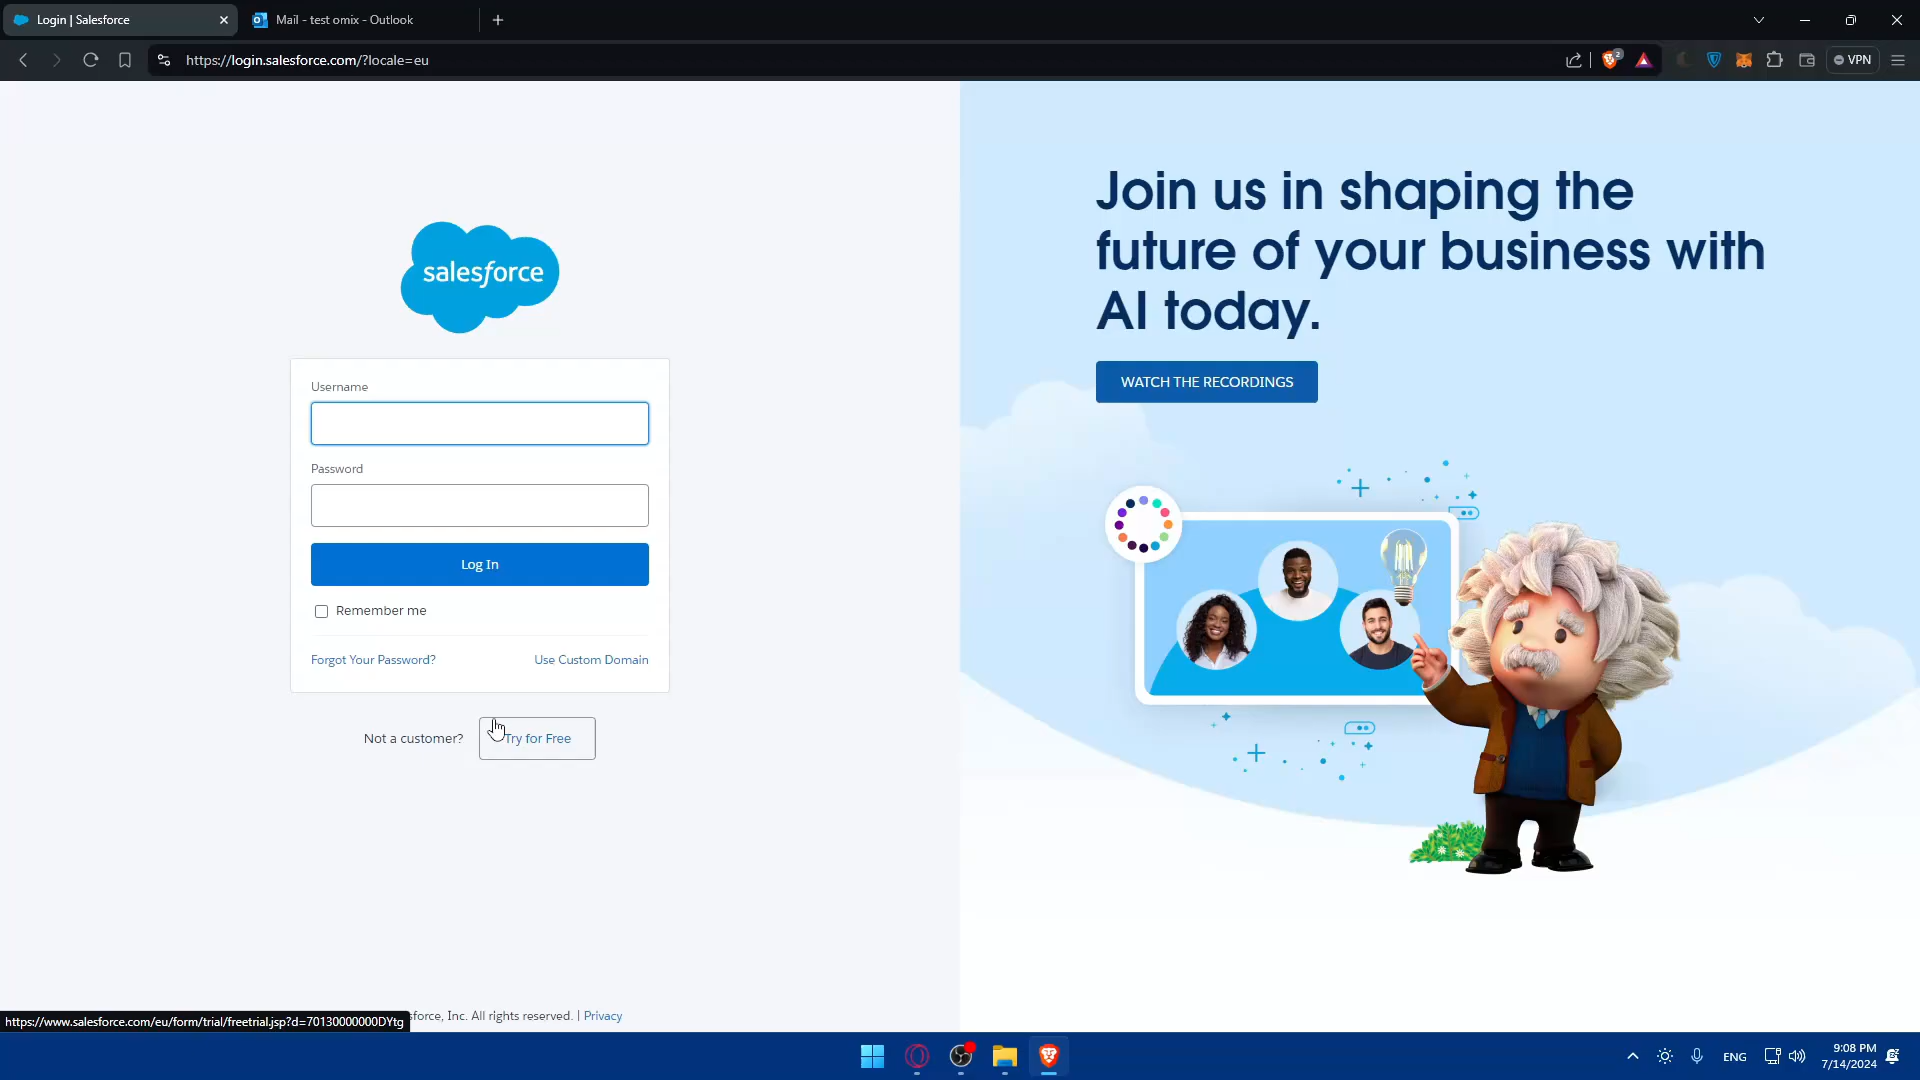 Login | Salesforce
Mail - test omix - Outlook
https://login.salesforce.com/?locale=eu
2
VPN
salesforce
Username
Password
Log In
Remember me
Forgot Your Password?
Use Custom Domain
Not a customer?
Try for Free
Join us in shaping the
future of your business with
AI today.
WATCH THE RECORDINGS
https://www.salesforce.com/eu/form/trial/freetrial.jsp?d=70130000000DYtg
sforce, Inc. All rights reserved. | Privacy
ENG
9:08 PM
7/14/2024